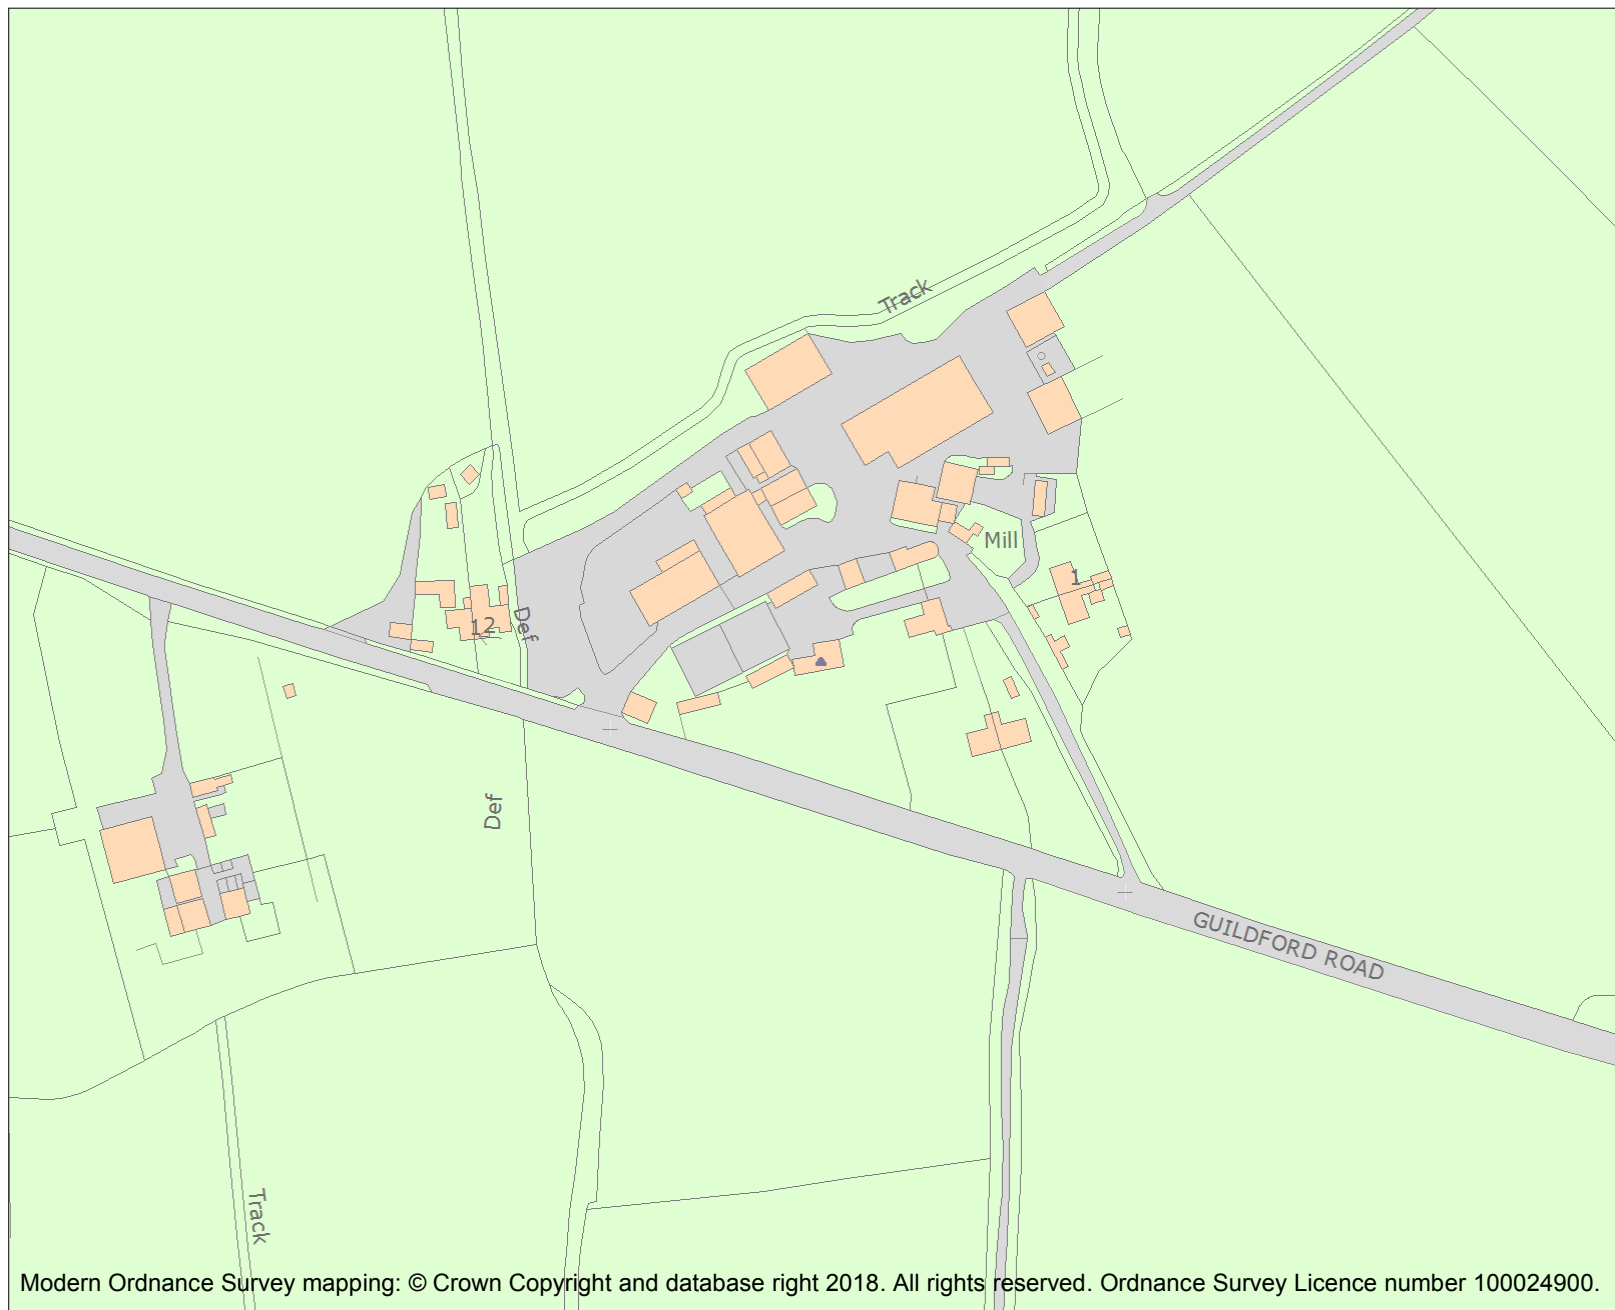 Track
Mill
1
12
Def
Def
GUILDFORD ROAD
Track
Modern Ordnance Survey mapping: © Crown Copyright and database right 2018. All rights reserved. Ordnance Survey Licence number 100024900.